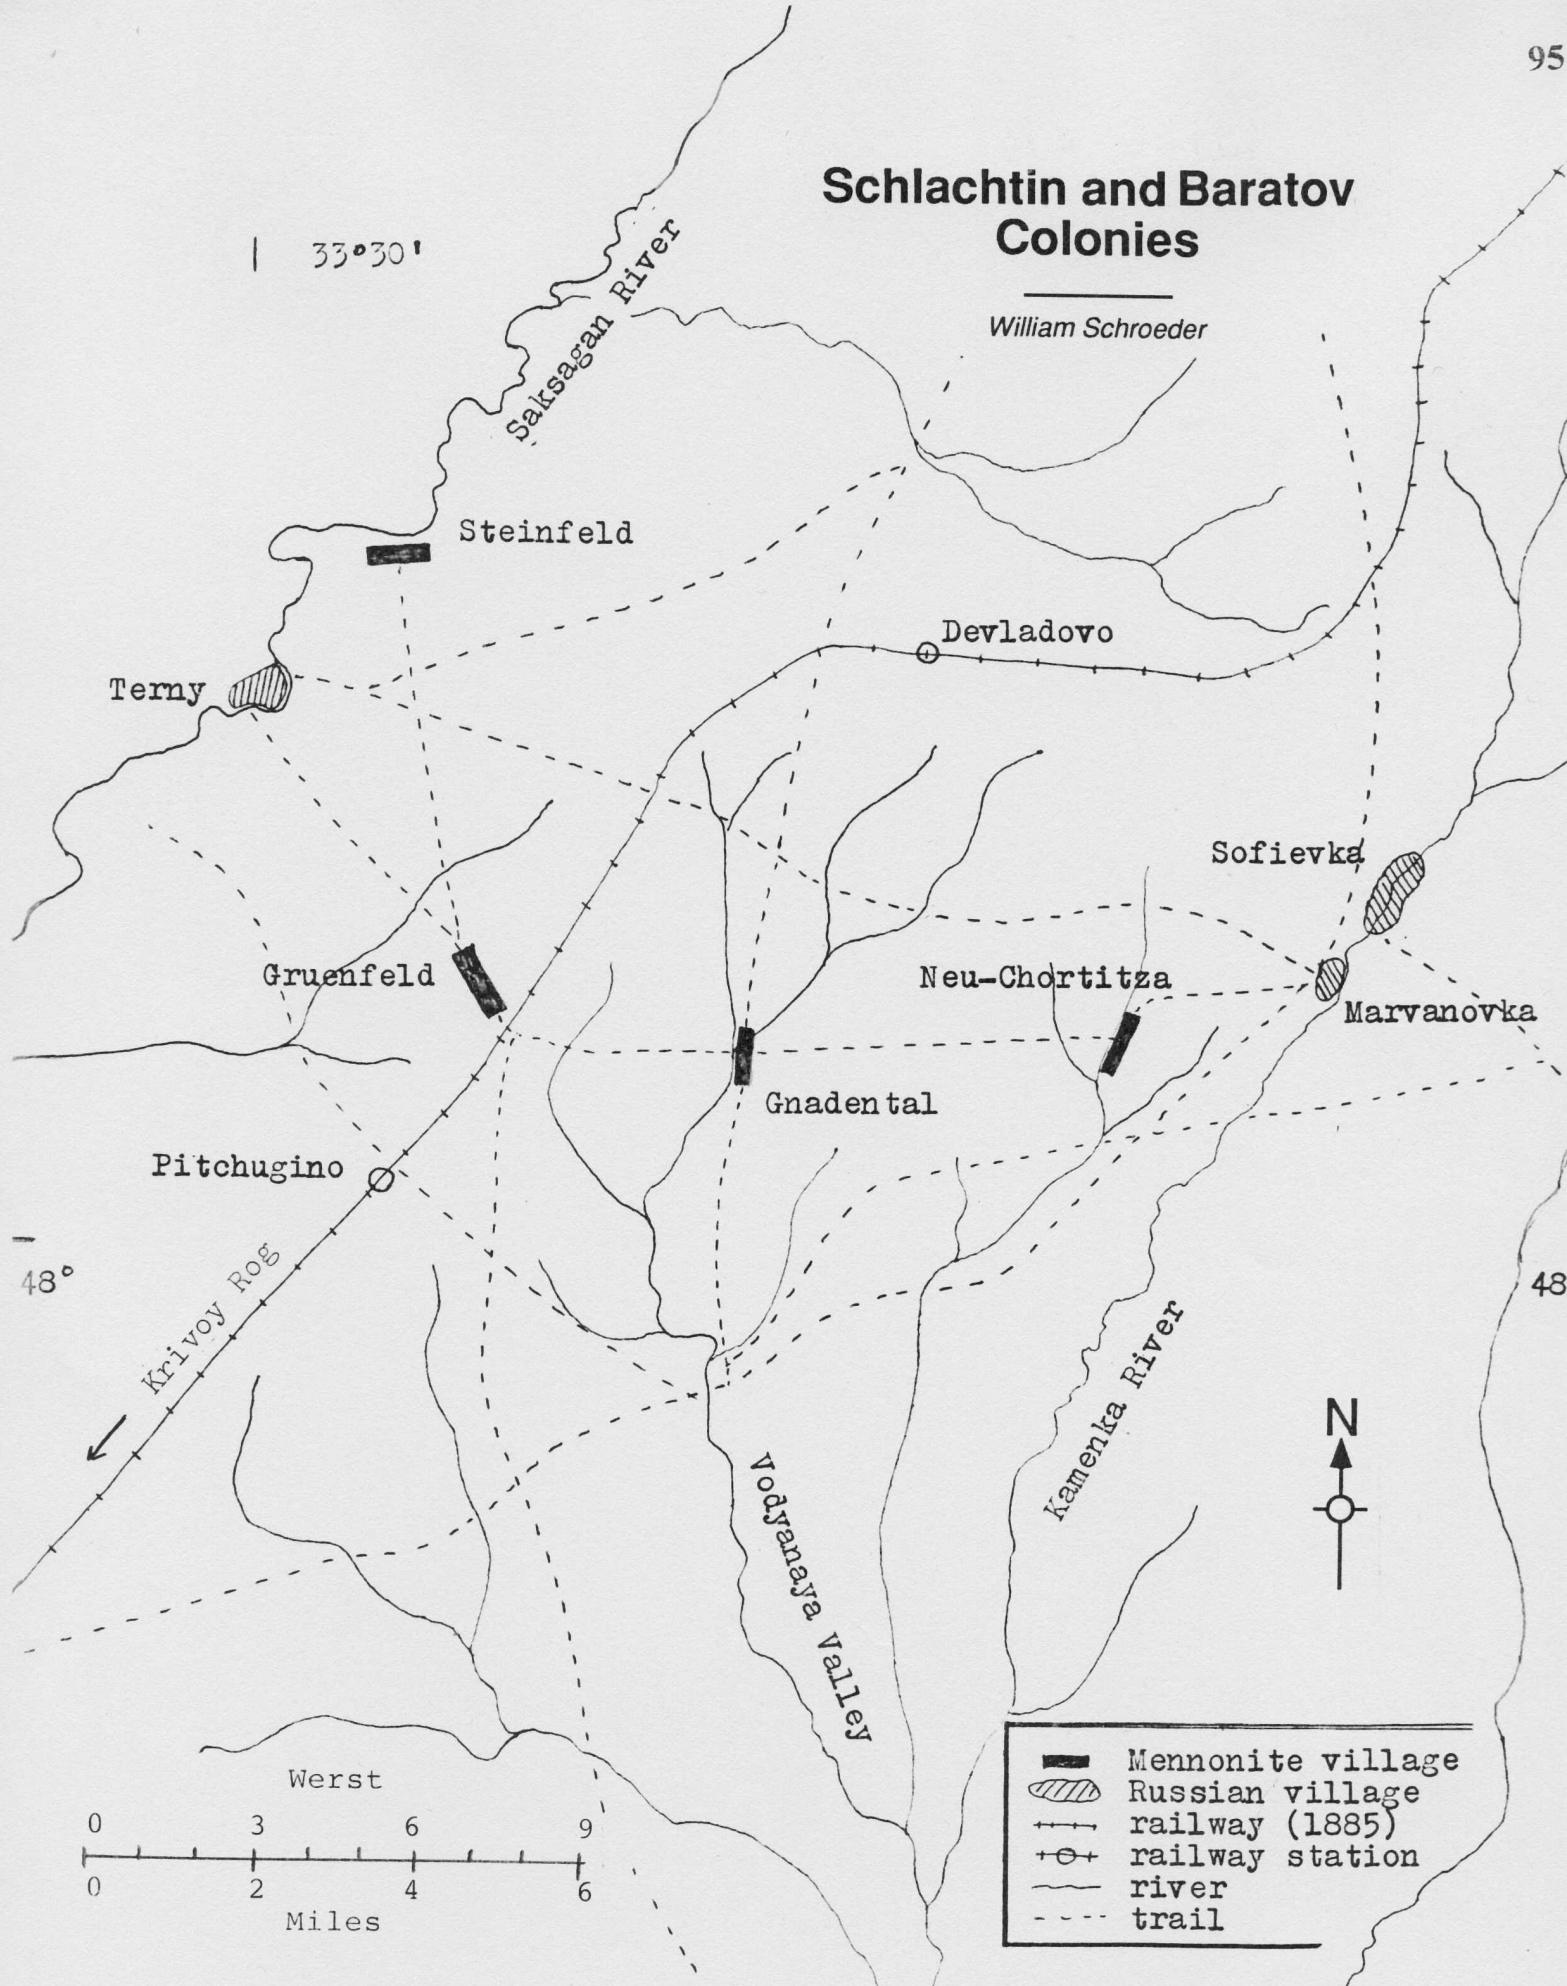 95
Schlachtin and Baratov
Colonies
William Schroeder
33°30'
Saksagan River
Steinfeld
Devladovo
Terny
Sofievka
Gruenfeld
Neu-Chortitza
Marvanovka
Gnadental
Pitchugino
48°
48
Krivoy Rog
Kamenka River
N
Vodyanaya Valley
Werst
0 3 6 9
0 2 4 6
Miles
Mennonite village
Russian village
railway (1885)
railway station
river
trail